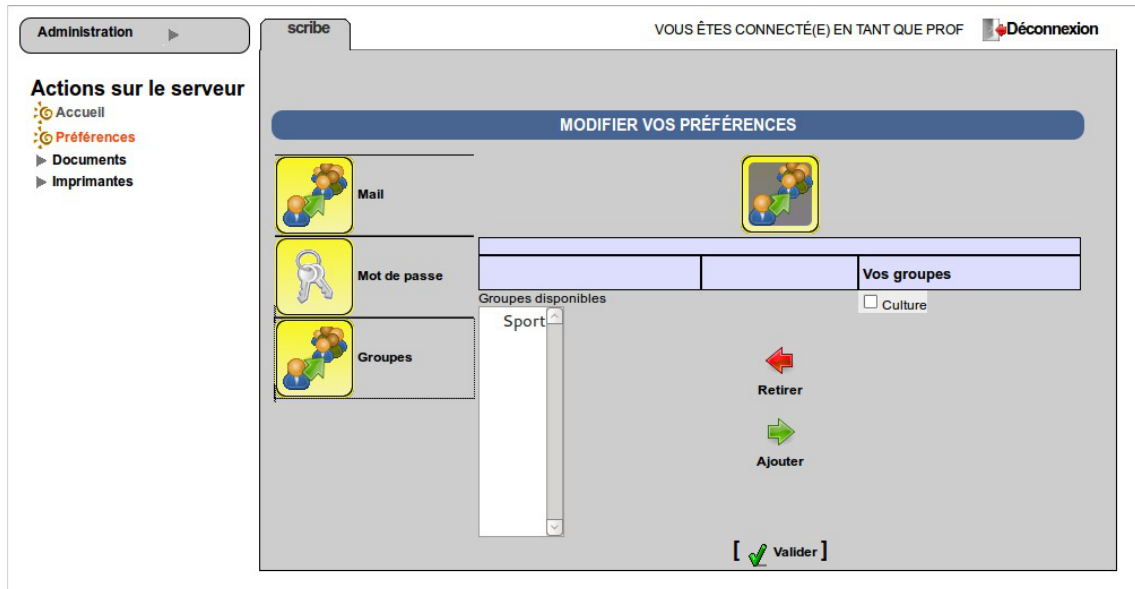 Administration
scribe
VOUS ÊTES CONNECTÉ(E) EN TANT QUE PROF
Déconnexion
Actions sur le serveur
Accueil
Préférences
Documents
Imprimantes
MODIFIER VOS PRÉFÉRENCES
Mail
Mot de passe
Groupes
Vos groupes
Groupes disponibles
Culture
Sport
Retirer
Ajouter
[ Valider ]